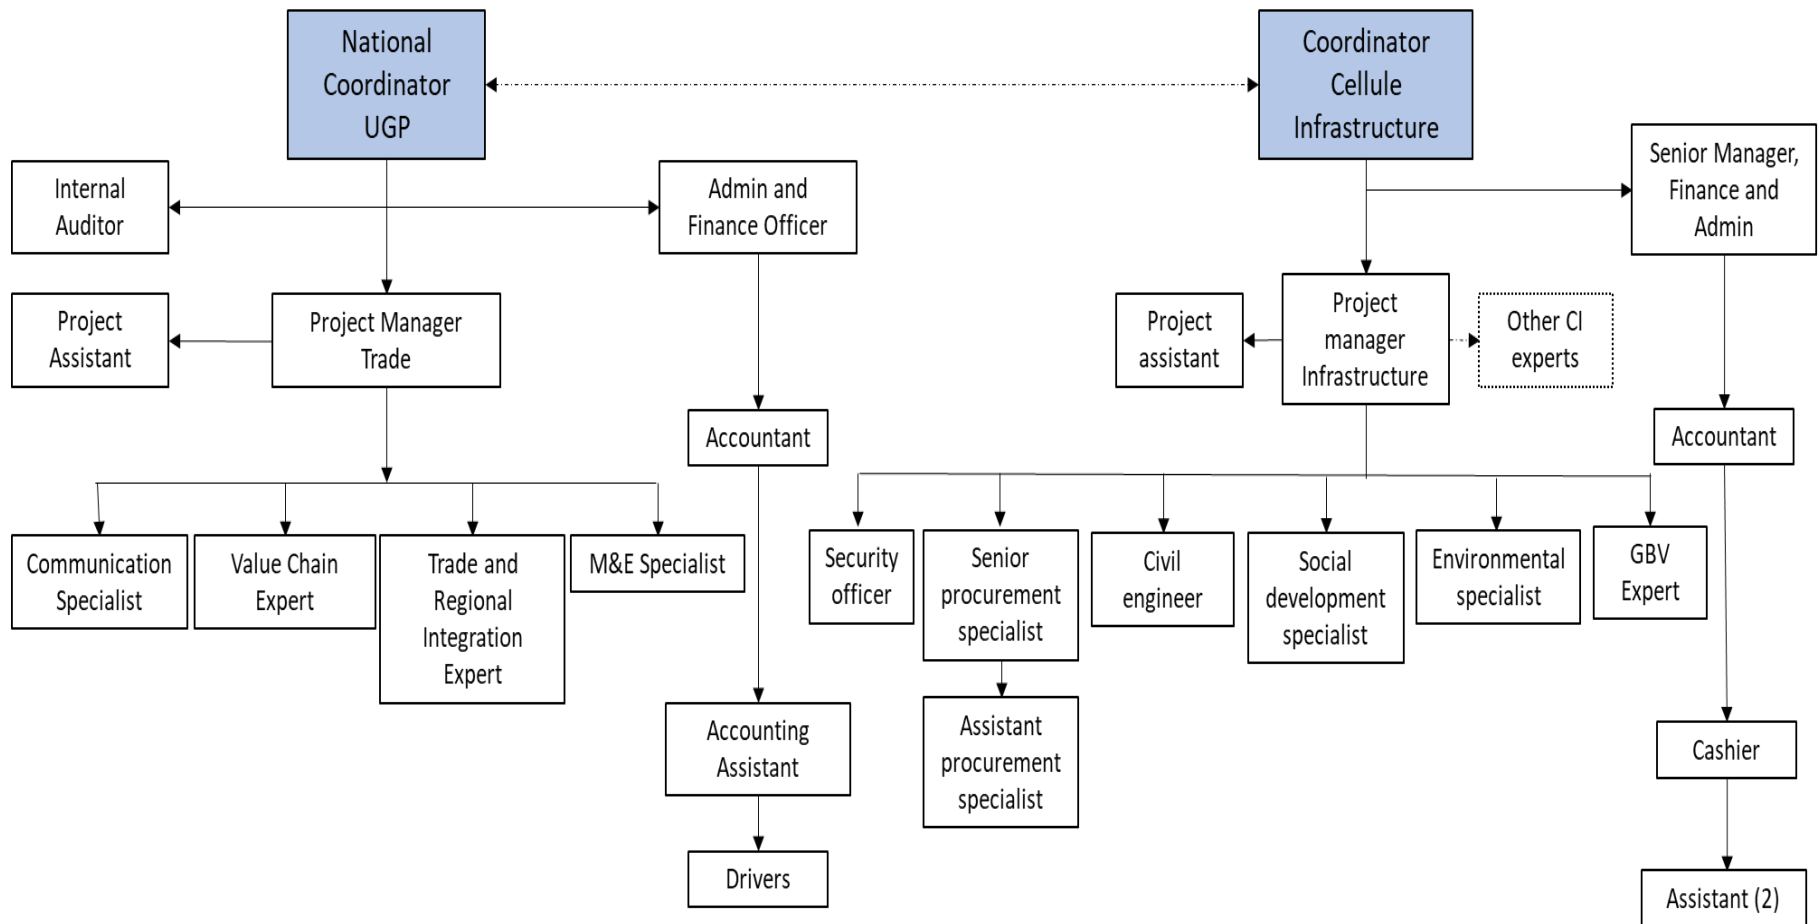 National
Coordinator
UGP
Coordinator
Cellule
Infrastructure
Internal
Auditor
Admin and
Finance Officer
Senior Manager,
Finance and
Admin
Project
Assistant
Project Manager
Trade
Project
assistant
Project
manager
Infrastructure
Other CI
experts
Accountant
Accountant
Communication
Specialist
Value Chain
Expert
Trade and
Regional
Integration
Expert
M&E Specialist
Security
officer
Senior
procurement
specialist
Civil
engineer
Social
development
specialist
Environmental
specialist
GBV
Expert
Accounting
Assistant
Assistant
procurement
specialist
Cashier
Drivers
Assistant (2)